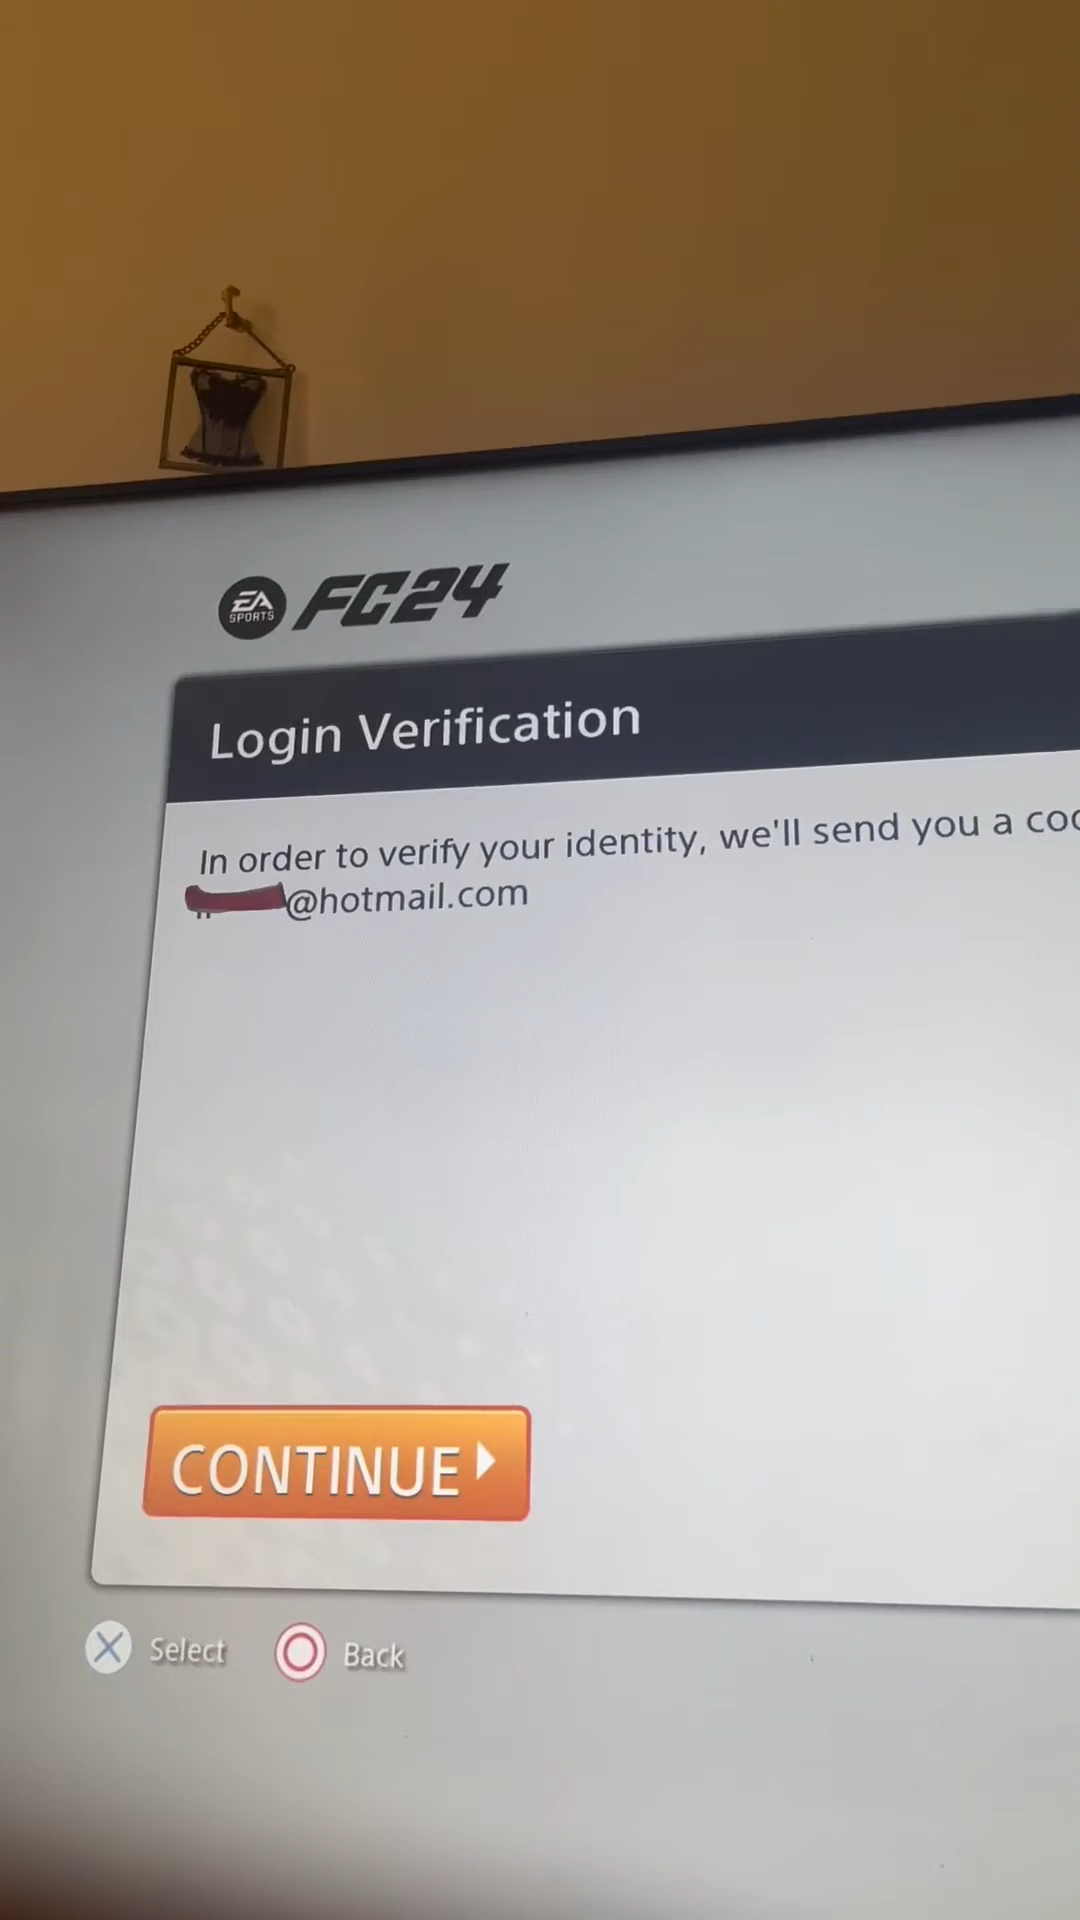 EA
SPORTS
FC24
Login Verification
In order to verify your identity, we'll send you a
@hotmail.com
CONTINUE
Select
Back